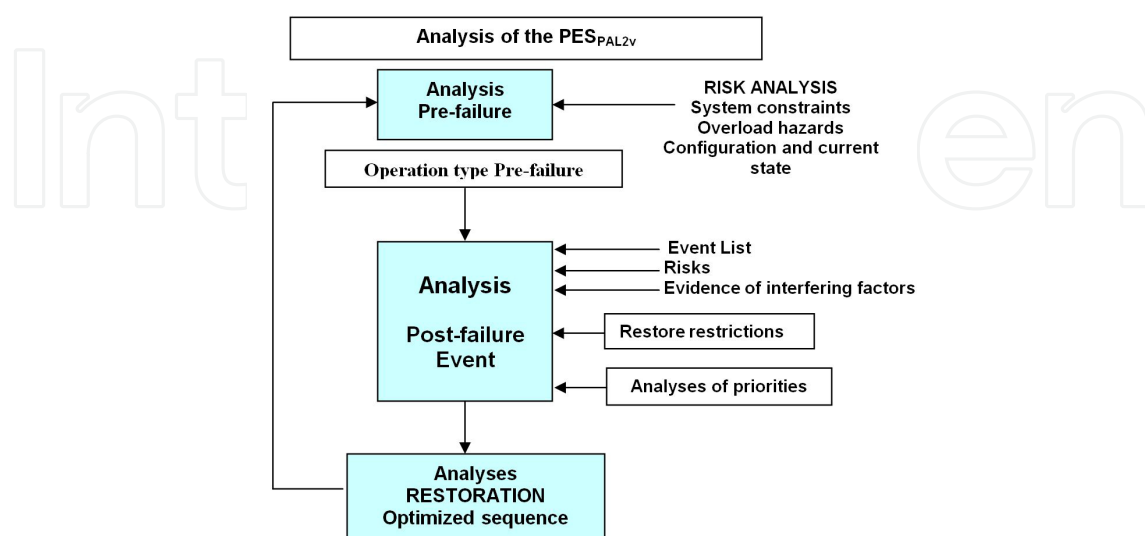 Analysis of the PESPAL2v
Analysis
Pre-failure
RISK ANALYSIS
System constraints
Overload hazards
Configuration and current
state
Operation type Pre-failure
Analysis
Post-failure
Event
Event List
Risks
Evidence of interfering factors
Restore restrictions
Analyses of priorities
Analyses
RESTORATION
Optimized sequence
Int
en